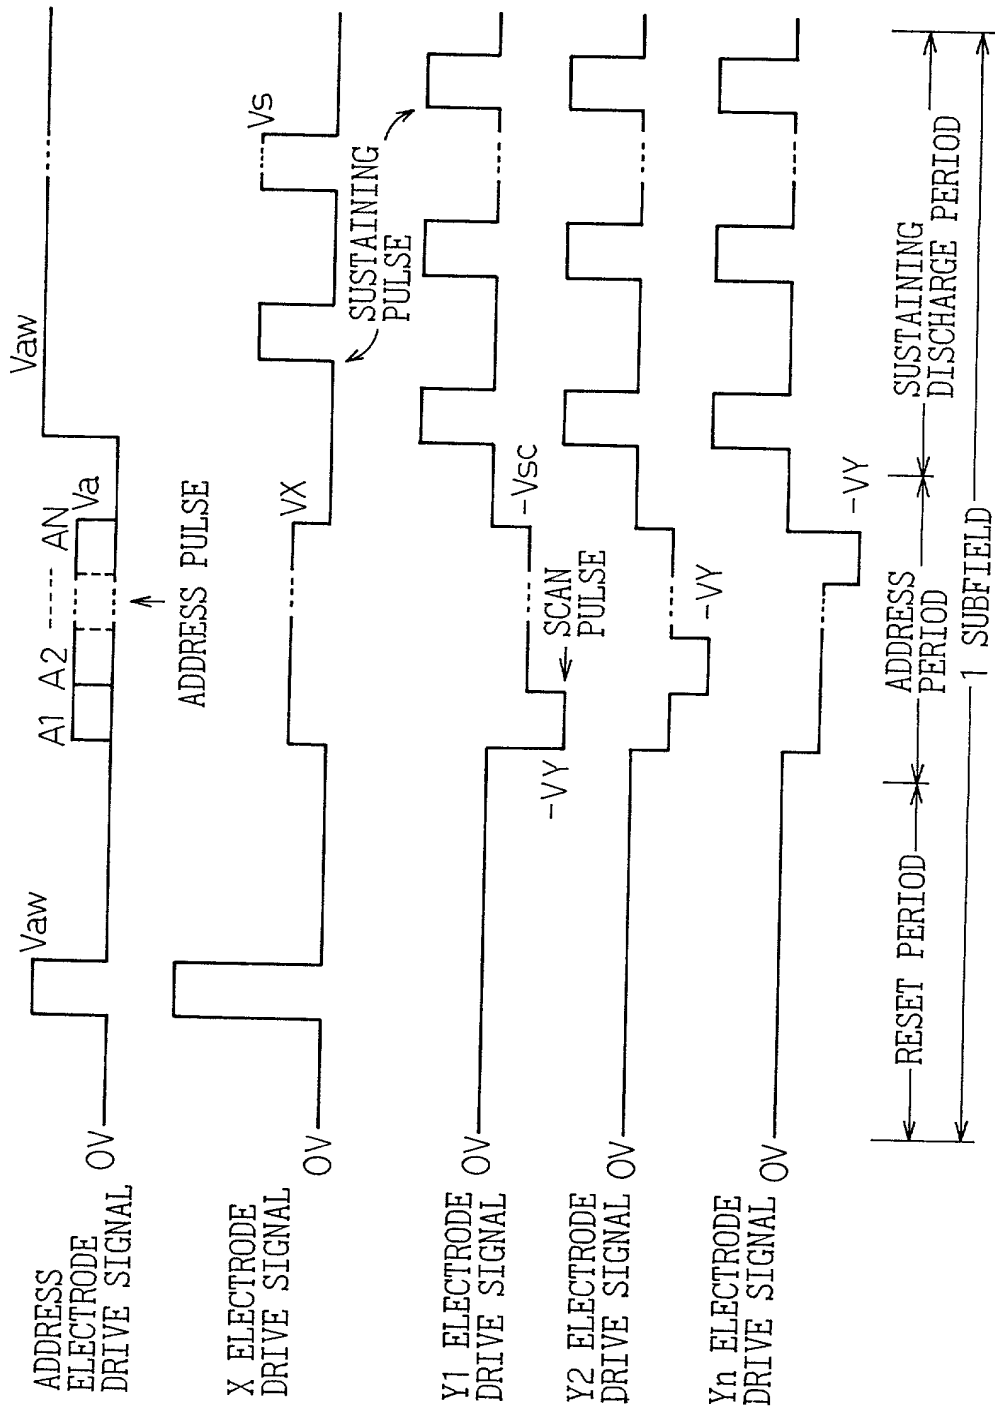 ADDRESS
ELECTRODE
DRIVE SIGNAL
0V
Vaw
A1 A2 ----- AN
Va
Vaw
ADDRESS PULSE
X ELECTRODE
DRIVE SIGNAL
0V
VX
Vs
SUSTAINING
PULSE
Y1 ELECTRODE
DRIVE SIGNAL
0V
-VY
SCAN
PULSE
-Vsc
Y2 ELECTRODE
DRIVE SIGNAL
0V
-VY
Yn ELECTRODE
DRIVE SIGNAL
0V
-VY
RESET PERIOD
ADDRESS
PERIOD
SUSTAINING
DISCHARGE PERIOD
1 SUBFIELD